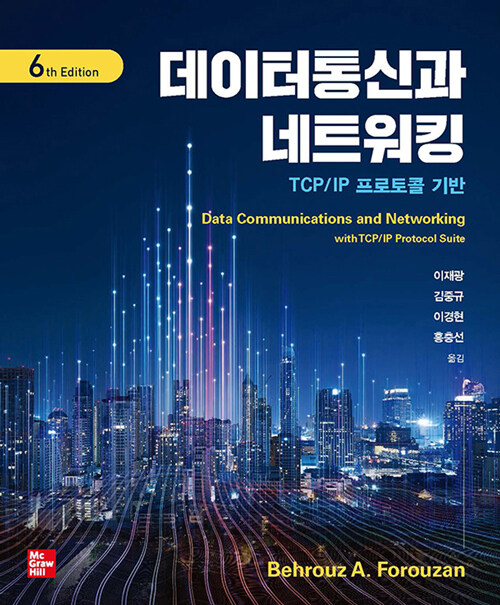 6th Edition
데이터통신과
네트워킹
TCP/IP 프로토콜 기반
Data Communications and Networking
with TCP/IP Protocol Suite
이재광
김중규
이경현
홍충선
옮김
Mc
Graw
Hill
Behrouz A. Forouzan